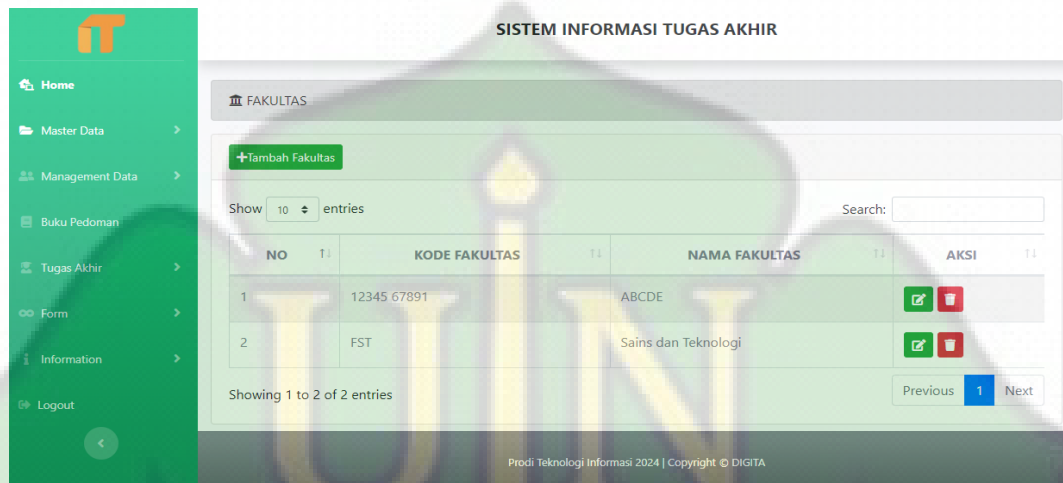 SISTEM INFORMASI TUGAS AKHIR
Home
Master Data
Management Data
Buku Pedoman
Tugas Akhir
Form
Information
Logout
FAKULTAS
+Tambah Fakultas
Show 10 entries
Search:
NO KODE FAKULTAS NAMA FAKULTAS AKSI
1 12345 67891 ABCDE
2 FST Sains dan Teknologi
Showing 1 to 2 of 2 entries
Previous 1 Next
Prodi Teknologi Informasi 2024 | Copyright © DIGITA
UIN